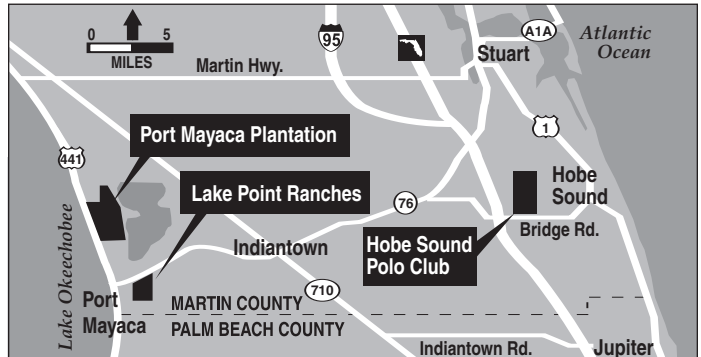 0 5
MILES
95
A1A
Atlantic
Ocean
Stuart
Martin Hwy.
Port Mayaca Plantation
1
441
Lake Point Ranches
Hobe
Sound
76
Bridge Rd.
Indiantown
Hobe Sound
Polo Club
Lake Okeechobee
710
Port
Mayaca
MARTIN COUNTY
PALM BEACH COUNTY
Indiantown Rd.
Jupiter